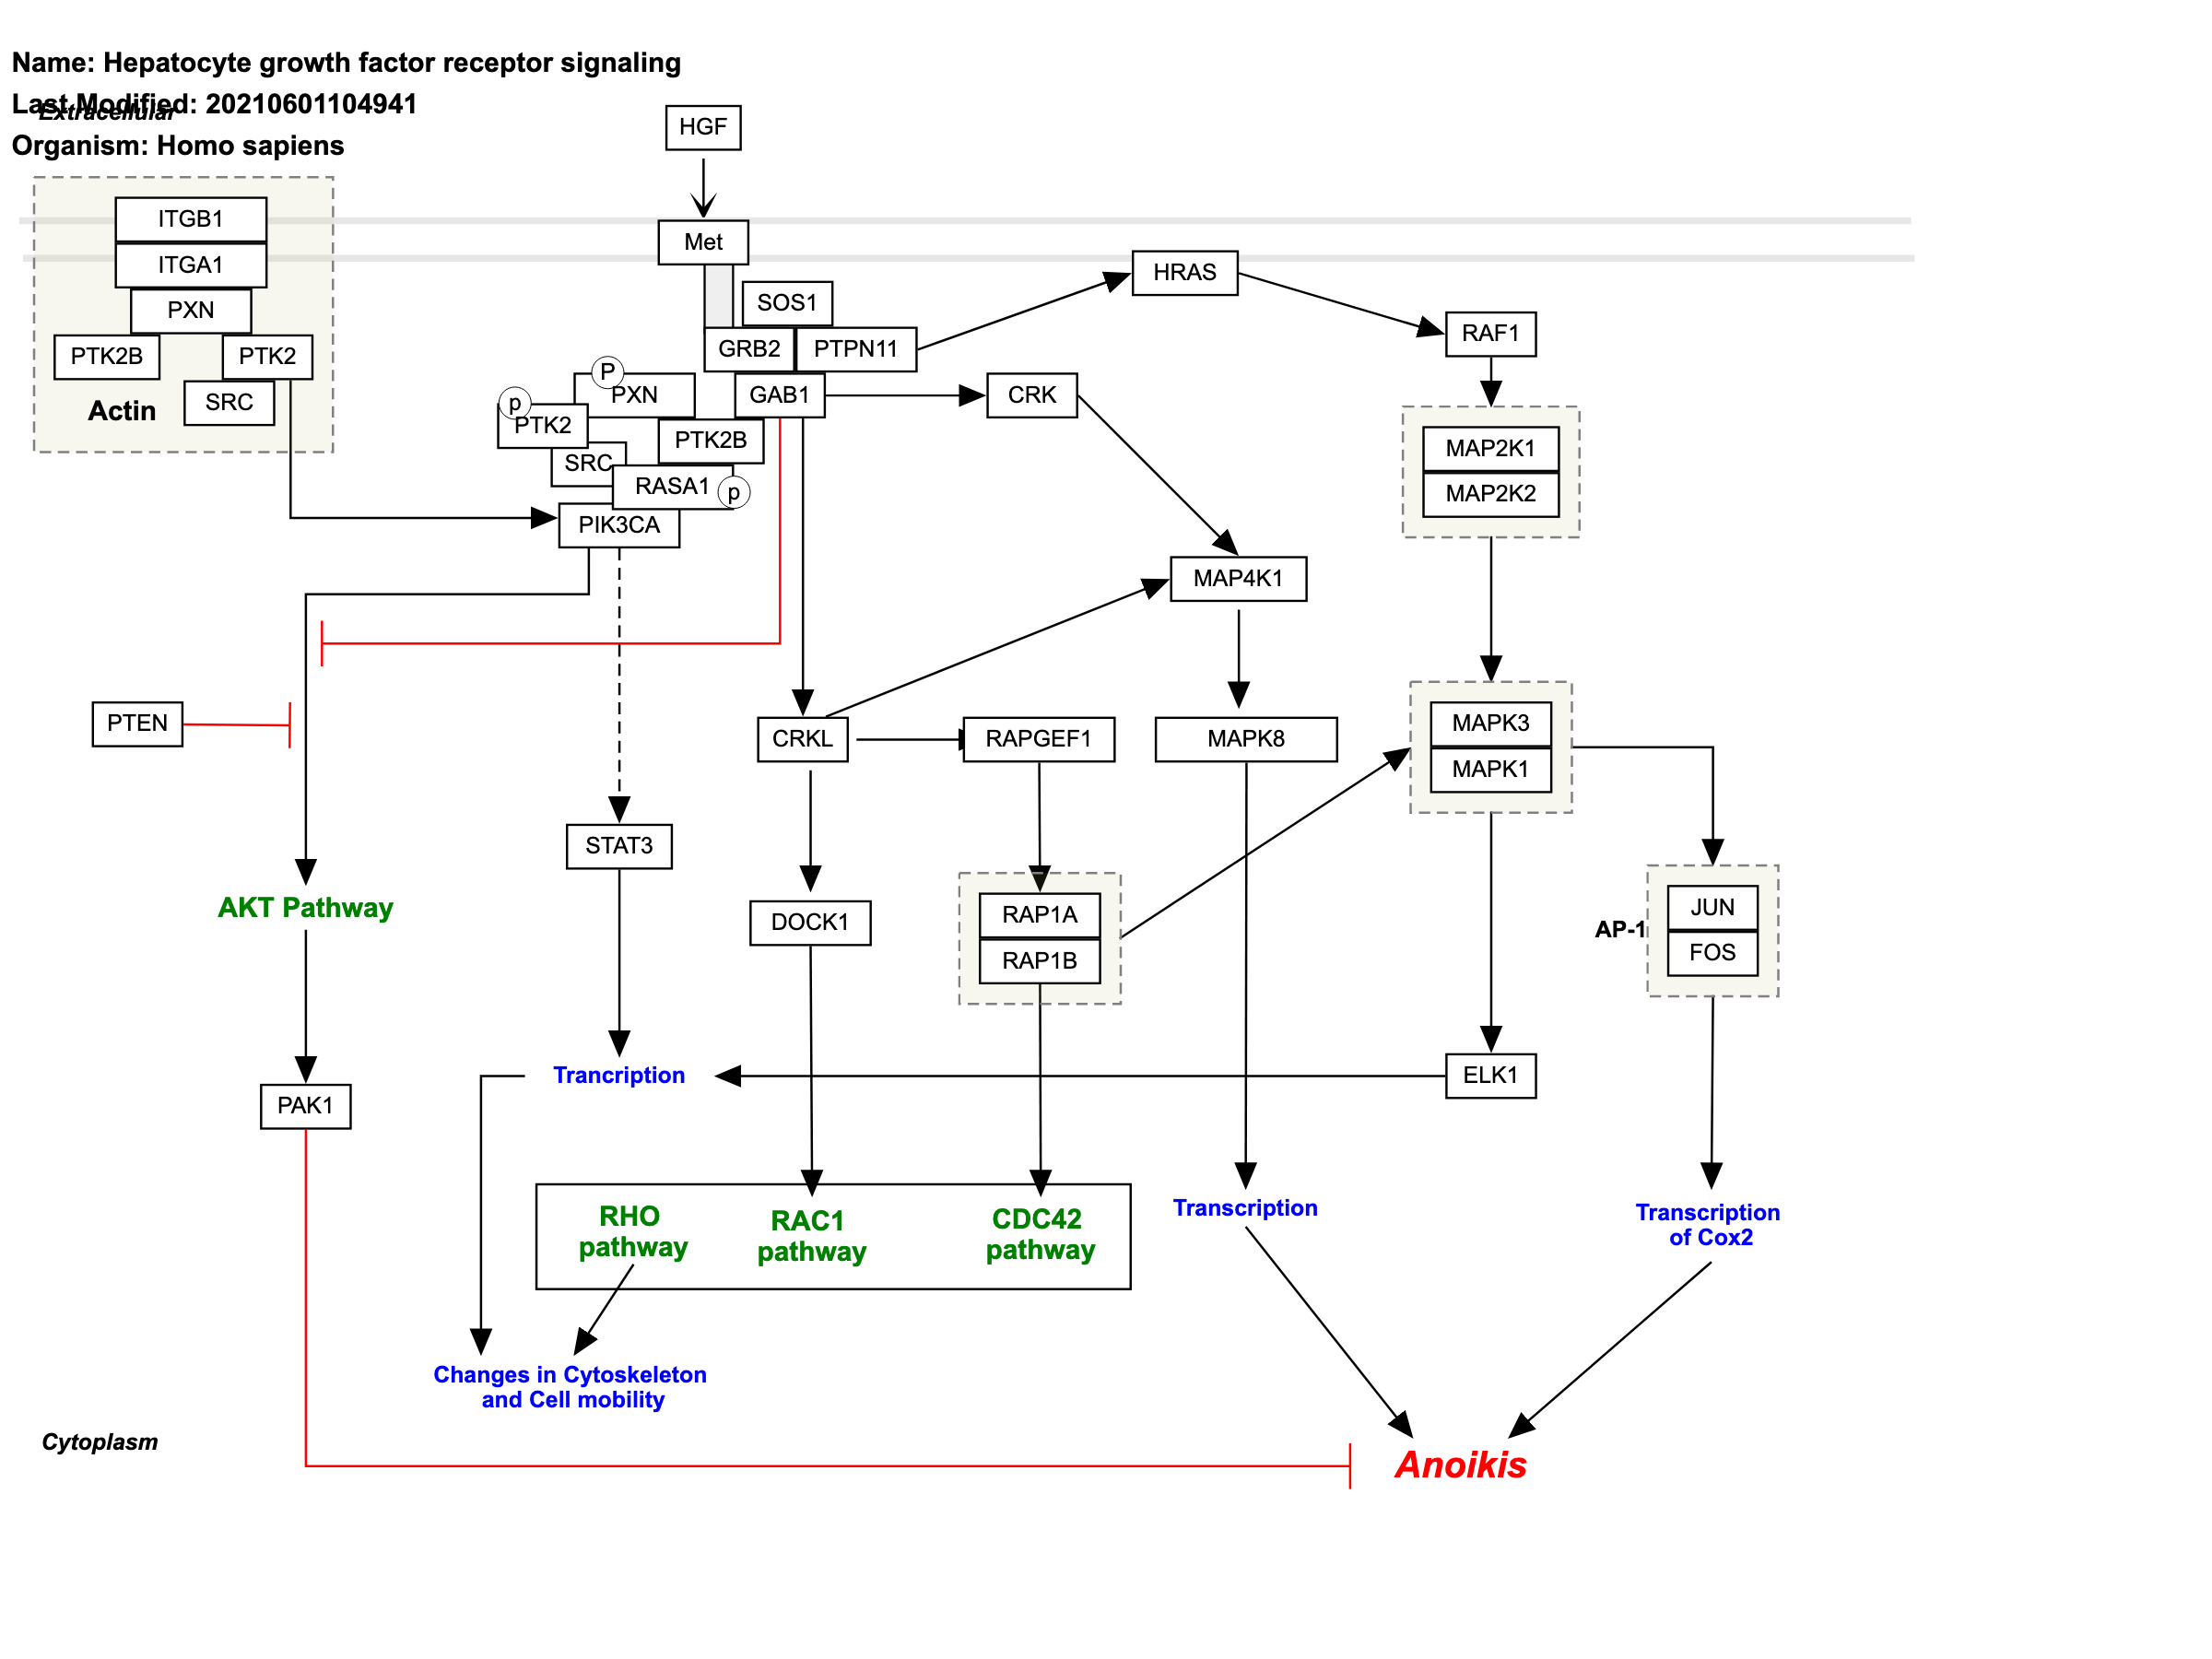 Name: Hepatocyte growth factor receptor signaling
Last Modified: 20210601104941
Extracellular
Organism: Homo sapiens
HGF
ITGB1
ITGA1
PXN
PTK2B
PTK2
SRC
Actin
Met
SOS1
GRB2
PTPN11
GAB1
HRAS
RAF1
CRK
P
PXN
p
PTK2
PTK2B
SRC
RASA1
p
PIK3CA
MAP2K1
MAP2K2
MAP4K1
PTEN
CRKL
RAPGEF1
MAPK8
MAPK3
MAPK1
STAT3
AKT Pathway
DOCK1
RAP1A
RAP1B
AP-1
JUN
FOS
PAK1
Trancription
ELK1
RHO
pathway
RAC1
pathway
CDC42
pathway
Transcription
Transcription
of Cox2
Changes in Cytoskeleton
and Cell mobility
Cytoplasm
Anoikis